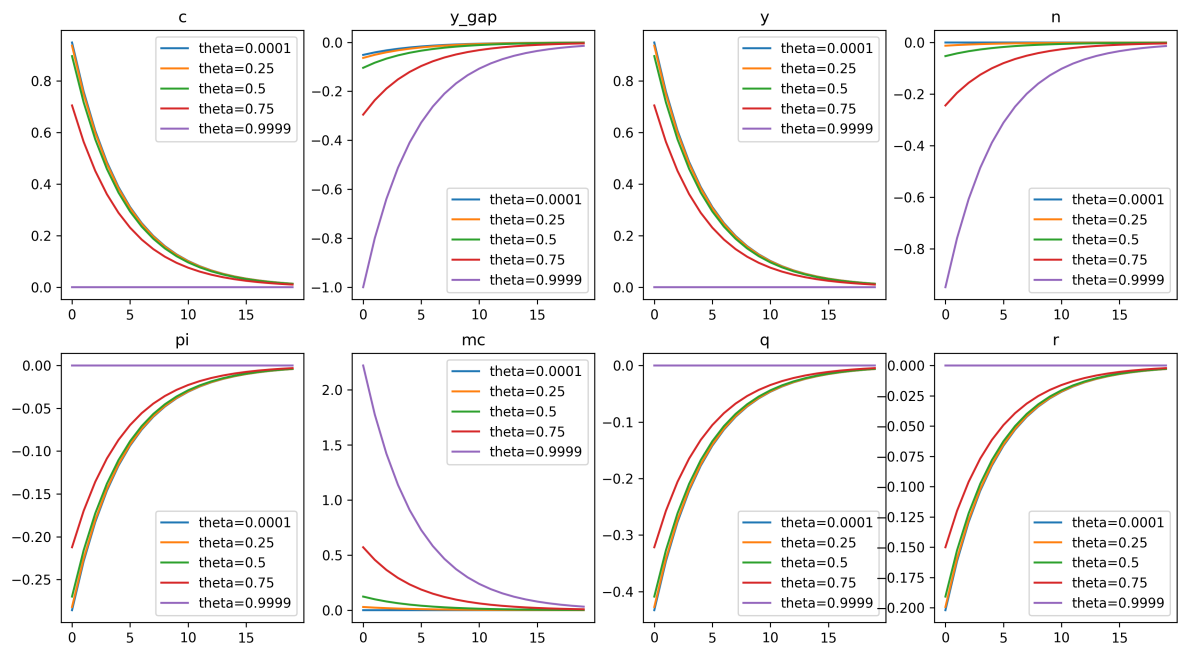 c
0.8
0.6
0.4
0.2
0.0
0 5 10 15
theta=0.0001
theta=0.25
theta=0.5
theta=0.75
theta=0.9999
y_gap
0.0
−0.2
−0.4
−0.6
−0.8
−1.0
0 5 10 15
theta=0.0001
theta=0.25
theta=0.5
theta=0.75
theta=0.9999
y
0.8
0.6
0.4
0.2
0.0
0 5 10 15
theta=0.0001
theta=0.25
theta=0.5
theta=0.75
theta=0.9999
n
0.0
−0.2
−0.4
−0.6
−0.8
0 5 10 15
theta=0.0001
theta=0.25
theta=0.5
theta=0.75
theta=0.9999
pi
0.00
−0.05
−0.10
−0.15
−0.20
−0.25
0 5 10 15
theta=0.0001
theta=0.25
theta=0.5
theta=0.75
theta=0.9999
mc
2.0
1.5
1.0
0.5
0.0
0 5 10 15
theta=0.0001
theta=0.25
theta=0.5
theta=0.75
theta=0.9999
q
0.0
−0.1
−0.2
−0.3
−0.4
0 5 10 15
theta=0.0001
theta=0.25
theta=0.5
theta=0.75
theta=0.9999
r
0.000
−0.025
−0.050
−0.075
−0.100
−0.125
−0.150
−0.175
−0.200
0 5 10 15
theta=0.0001
theta=0.25
theta=0.5
theta=0.75
theta=0.9999